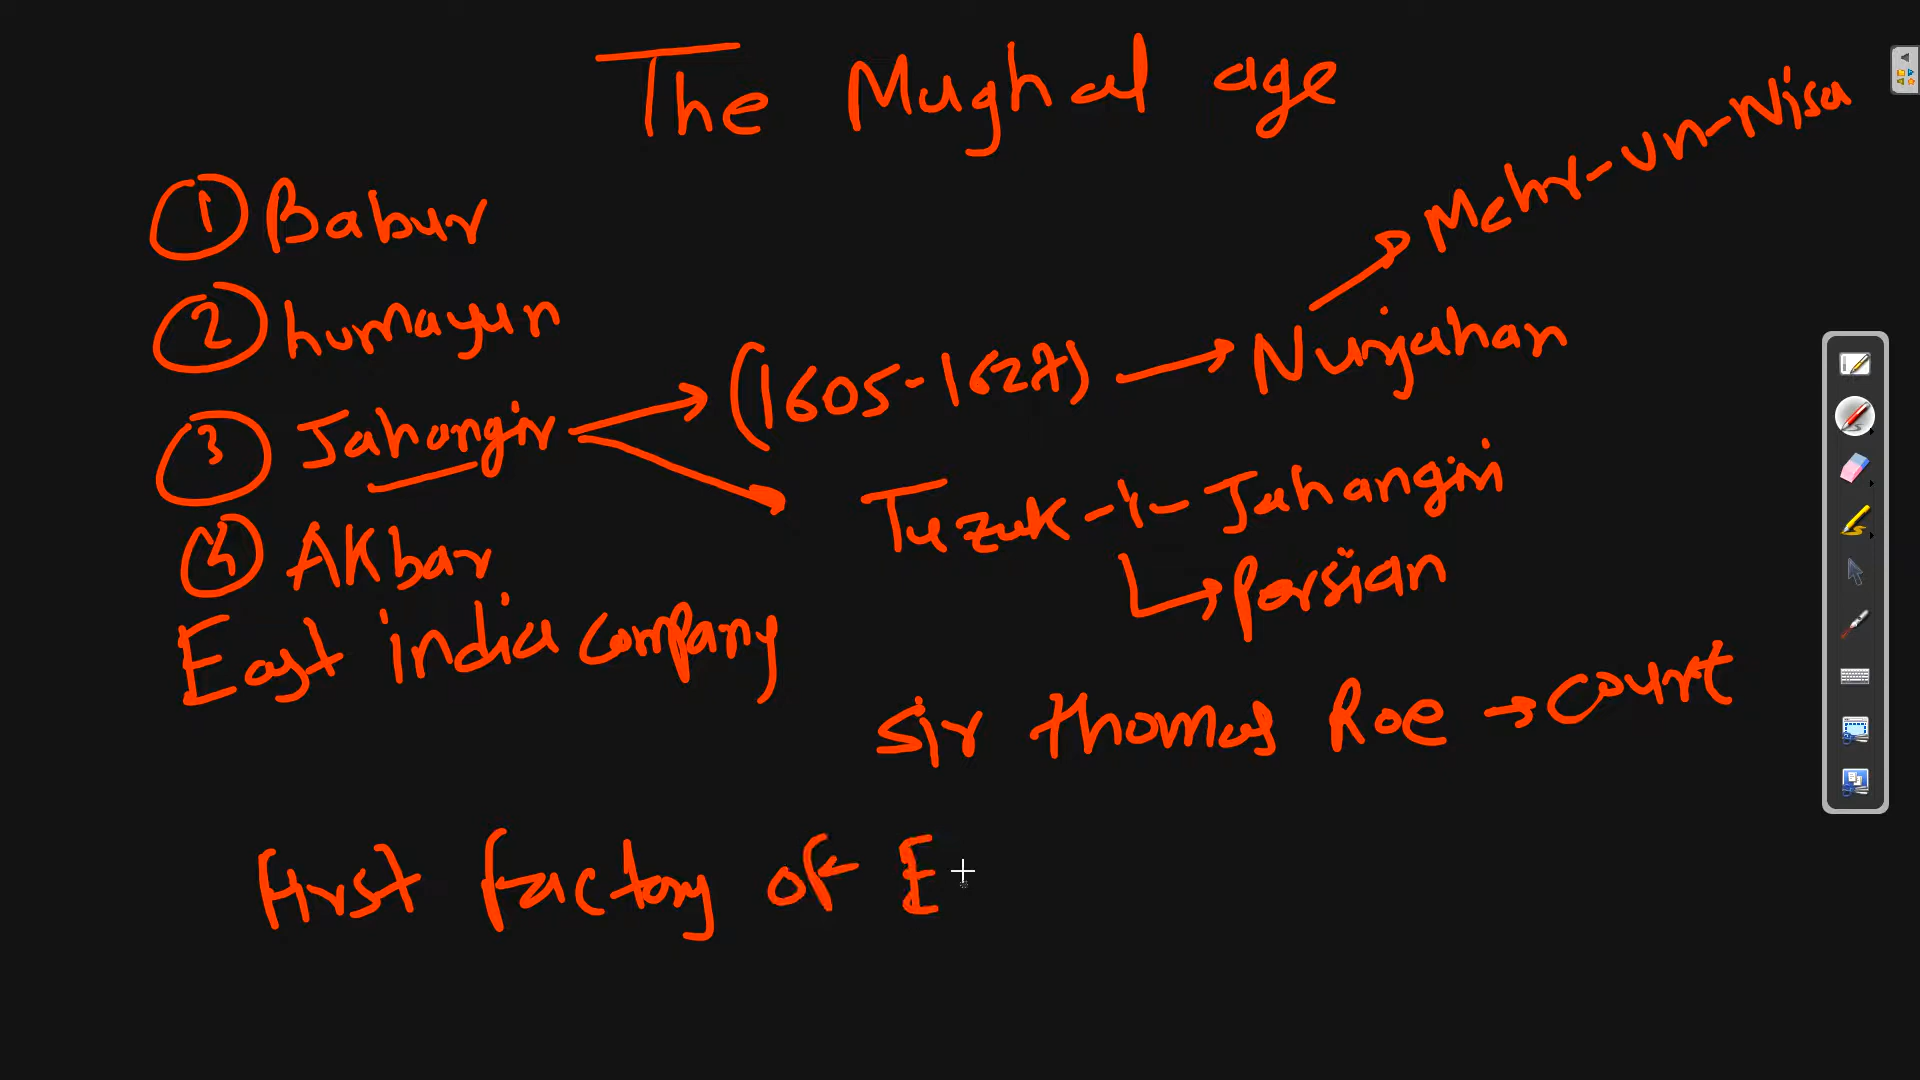 The Mughal age
① Babur
② humayun
③ Jahangir → (1605-1627) → Nurjahan → Mehr-un-Nisa
→ Tuzuk-i-Jahangiri
↳ Persian
④ Akbar
East india company
Sir Thomas Roe → Court
First factory of E